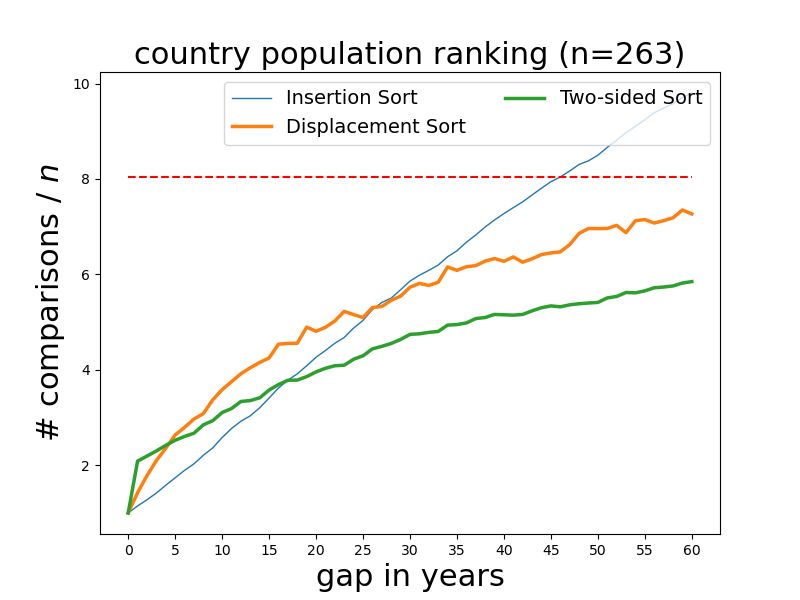 country population ranking (n=263)
Insertion Sort
Displacement Sort
Two-sided Sort
# comparisons / n
10
8
6
4
2
0 5 10 15 20 25 30 35 40 45 50 55 60
gap in years